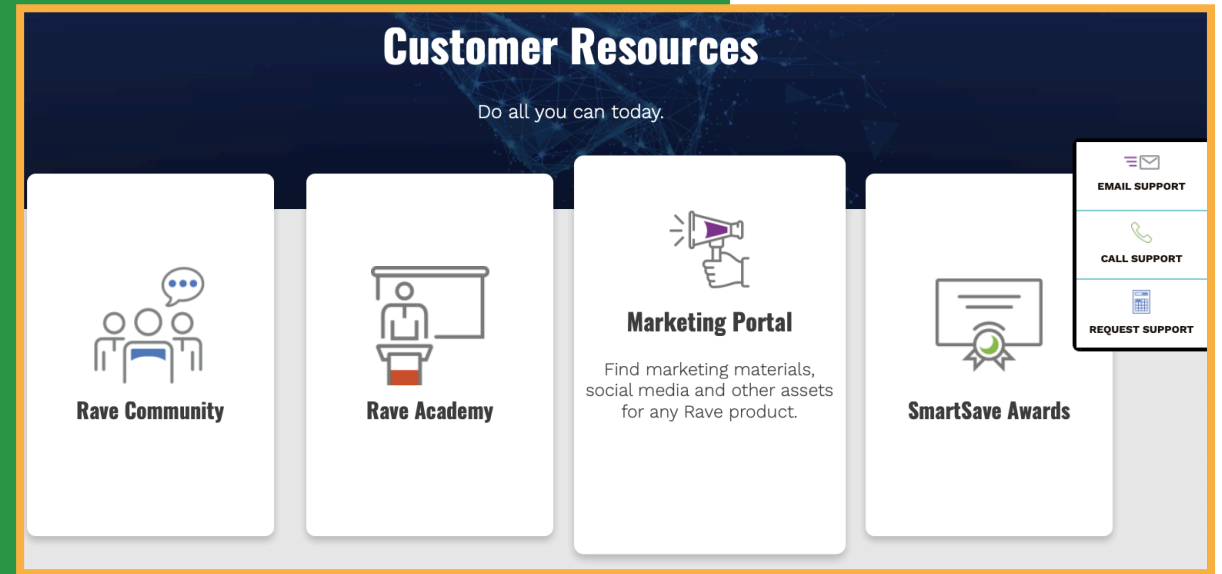 Customer Resources
Do all you can today.
Rave Community
Rave Academy
Marketing Portal
Find marketing materials,
social media and other assets
for any Rave product.
SmartSave Awards
EMAIL SUPPORT
CALL SUPPORT
REQUEST SUPPORT